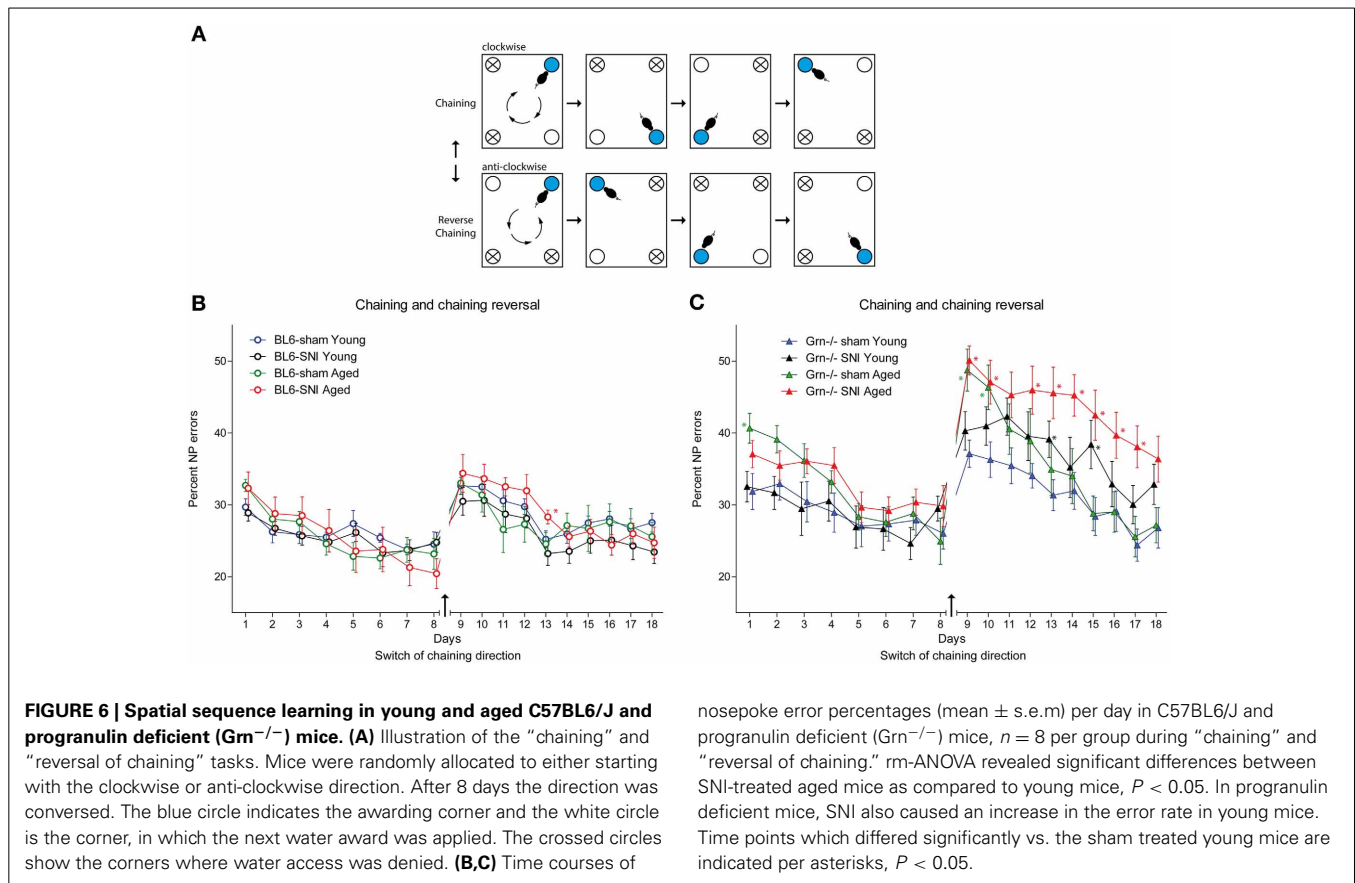 A
clockwise
Chaining
anti-clockwise
Reverse
Chaining
B
Chaining and chaining reversal
BL6-sham Young
BL6-SNI Young
BL6-sham Aged
BL6-SNI Aged
Percent NP errors
50
40
30
20
*
1 2 3 4 5 6 7 8 9 10 11 12 13 14 15 16 17 18
Days
Switch of chaining direction
C
Chaining and chaining reversal
Grn-/- sham Young
Grn-/- SNI Young
Grn-/- sham Aged
Grn-/- SNI Aged
Percent NP errors
50
40
30
20
* * * * * * * * * * * * * *
1 2 3 4 5 6 7 8 9 10 11 12 13 14 15 16 17 18
Days
Switch of chaining direction
FIGURE 6 | Spatial sequence learning in young and aged C57BL6/J and
progranulin deficient (Grn−/−) mice. (A) Illustration of the “chaining” and
“reversal of chaining” tasks. Mice were randomly allocated to either starting
with the clockwise or anti-clockwise direction. After 8 days the direction was
conversed. The blue circle indicates the awarding corner and the white circle
is the corner, in which the next water award was applied. The crossed circles
show the corners where water access was denied. (B,C) Time courses of
nosepoke error percentages (mean ± s.e.m) per day in C57BL6/J and
progranulin deficient (Grn−/−) mice, n = 8 per group during “chaining” and
“reversal of chaining.” rm-ANOVA revealed significant differences between
SNI-treated aged mice as compared to young mice, P < 0.05. In progranulin
deficient mice, SNI also caused an increase in the error rate in young mice.
Time points which differed significantly vs. the sham treated young mice are
indicated per asterisks, P < 0.05.